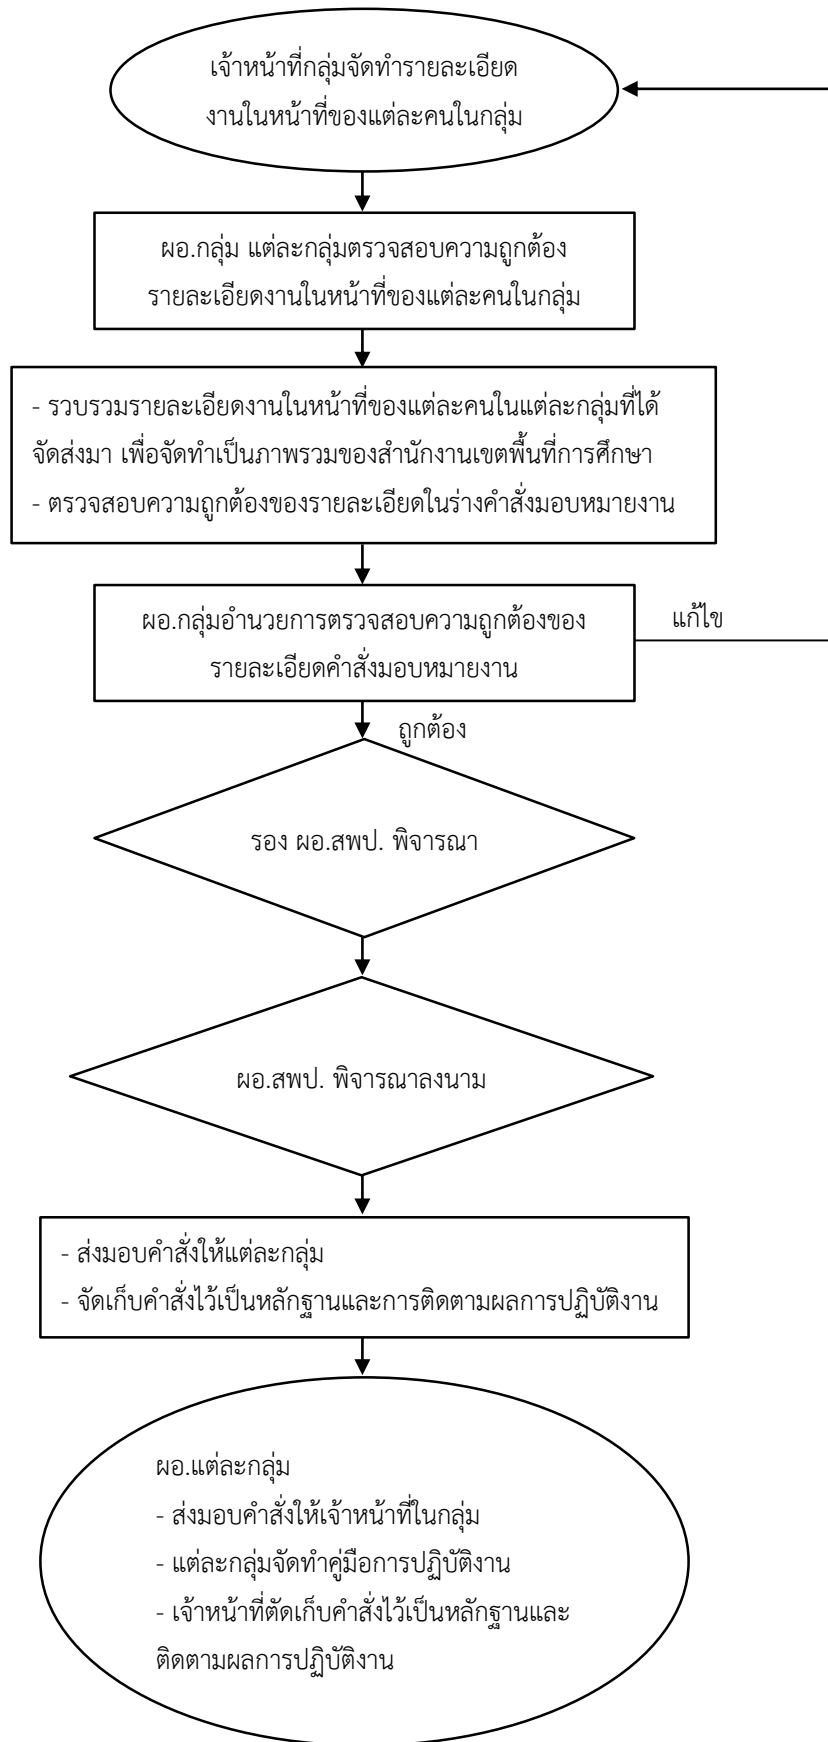 เจ้าหน้าที่กลุ่มจัดทำรายละเอียด
งานในหน้าที่ของแต่ละคนในกลุ่ม
ผอ.กลุ่ม แต่ละกลุ่มตรวจสอบความถูกต้อง
รายละเอียดงานในหน้าที่ของแต่ละคนในกลุ่ม
- รวบรวมรายละเอียดงานในหน้าที่ของแต่ละคนในแต่ละกลุ่มที่ได้
จัดส่งมา เพื่อจัดทำเป็นภาพรวมของสำนักงานเขตพื้นที่การศึกษา
- ตรวจสอบความถูกต้องของรายละเอียดในร่างคำสั่งมอบหมายงาน
ผอ.กลุ่มอำนวยการตรวจสอบความถูกต้องของ
รายละเอียดคำสั่งมอบหมายงาน
แก้ไข
ถูกต้อง
รอง ผอ.สพป. พิจารณา
ผอ.สพป. พิจารณาลงนาม
- ส่งมอบคำสั่งให้แต่ละกลุ่ม
- จัดเก็บคำสั่งไว้เป็นหลักฐานและการติดตามผลการปฏิบัติงาน
ผอ.แต่ละกลุ่ม
- ส่งมอบคำสั่งให้เจ้าหน้าที่ในกลุ่ม
- แต่ละกลุ่มจัดทำคู่มือการปฏิบัติงาน
- เจ้าหน้าที่ตัดเก็บคำสั่งไว้เป็นหลักฐานและ
ติดตามผลการปฏิบัติงาน